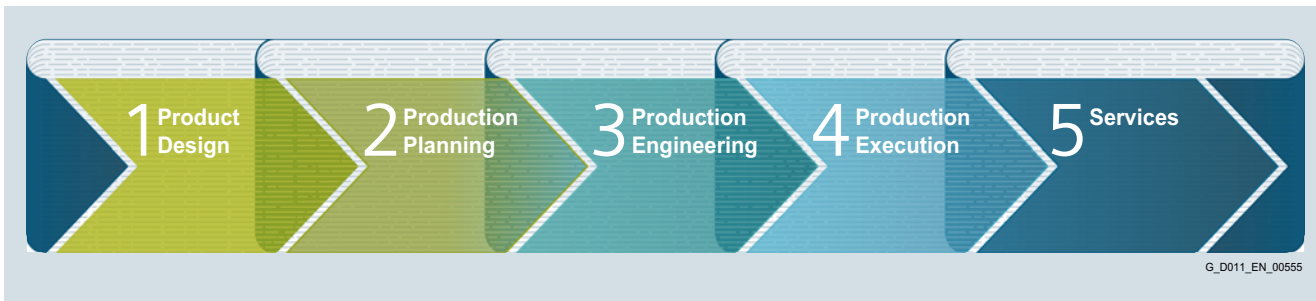 1 Product
Design
2 Production
Planning
3 Production
Engineering
4 Production
Execution
5 Services
G_D011_EN_00555